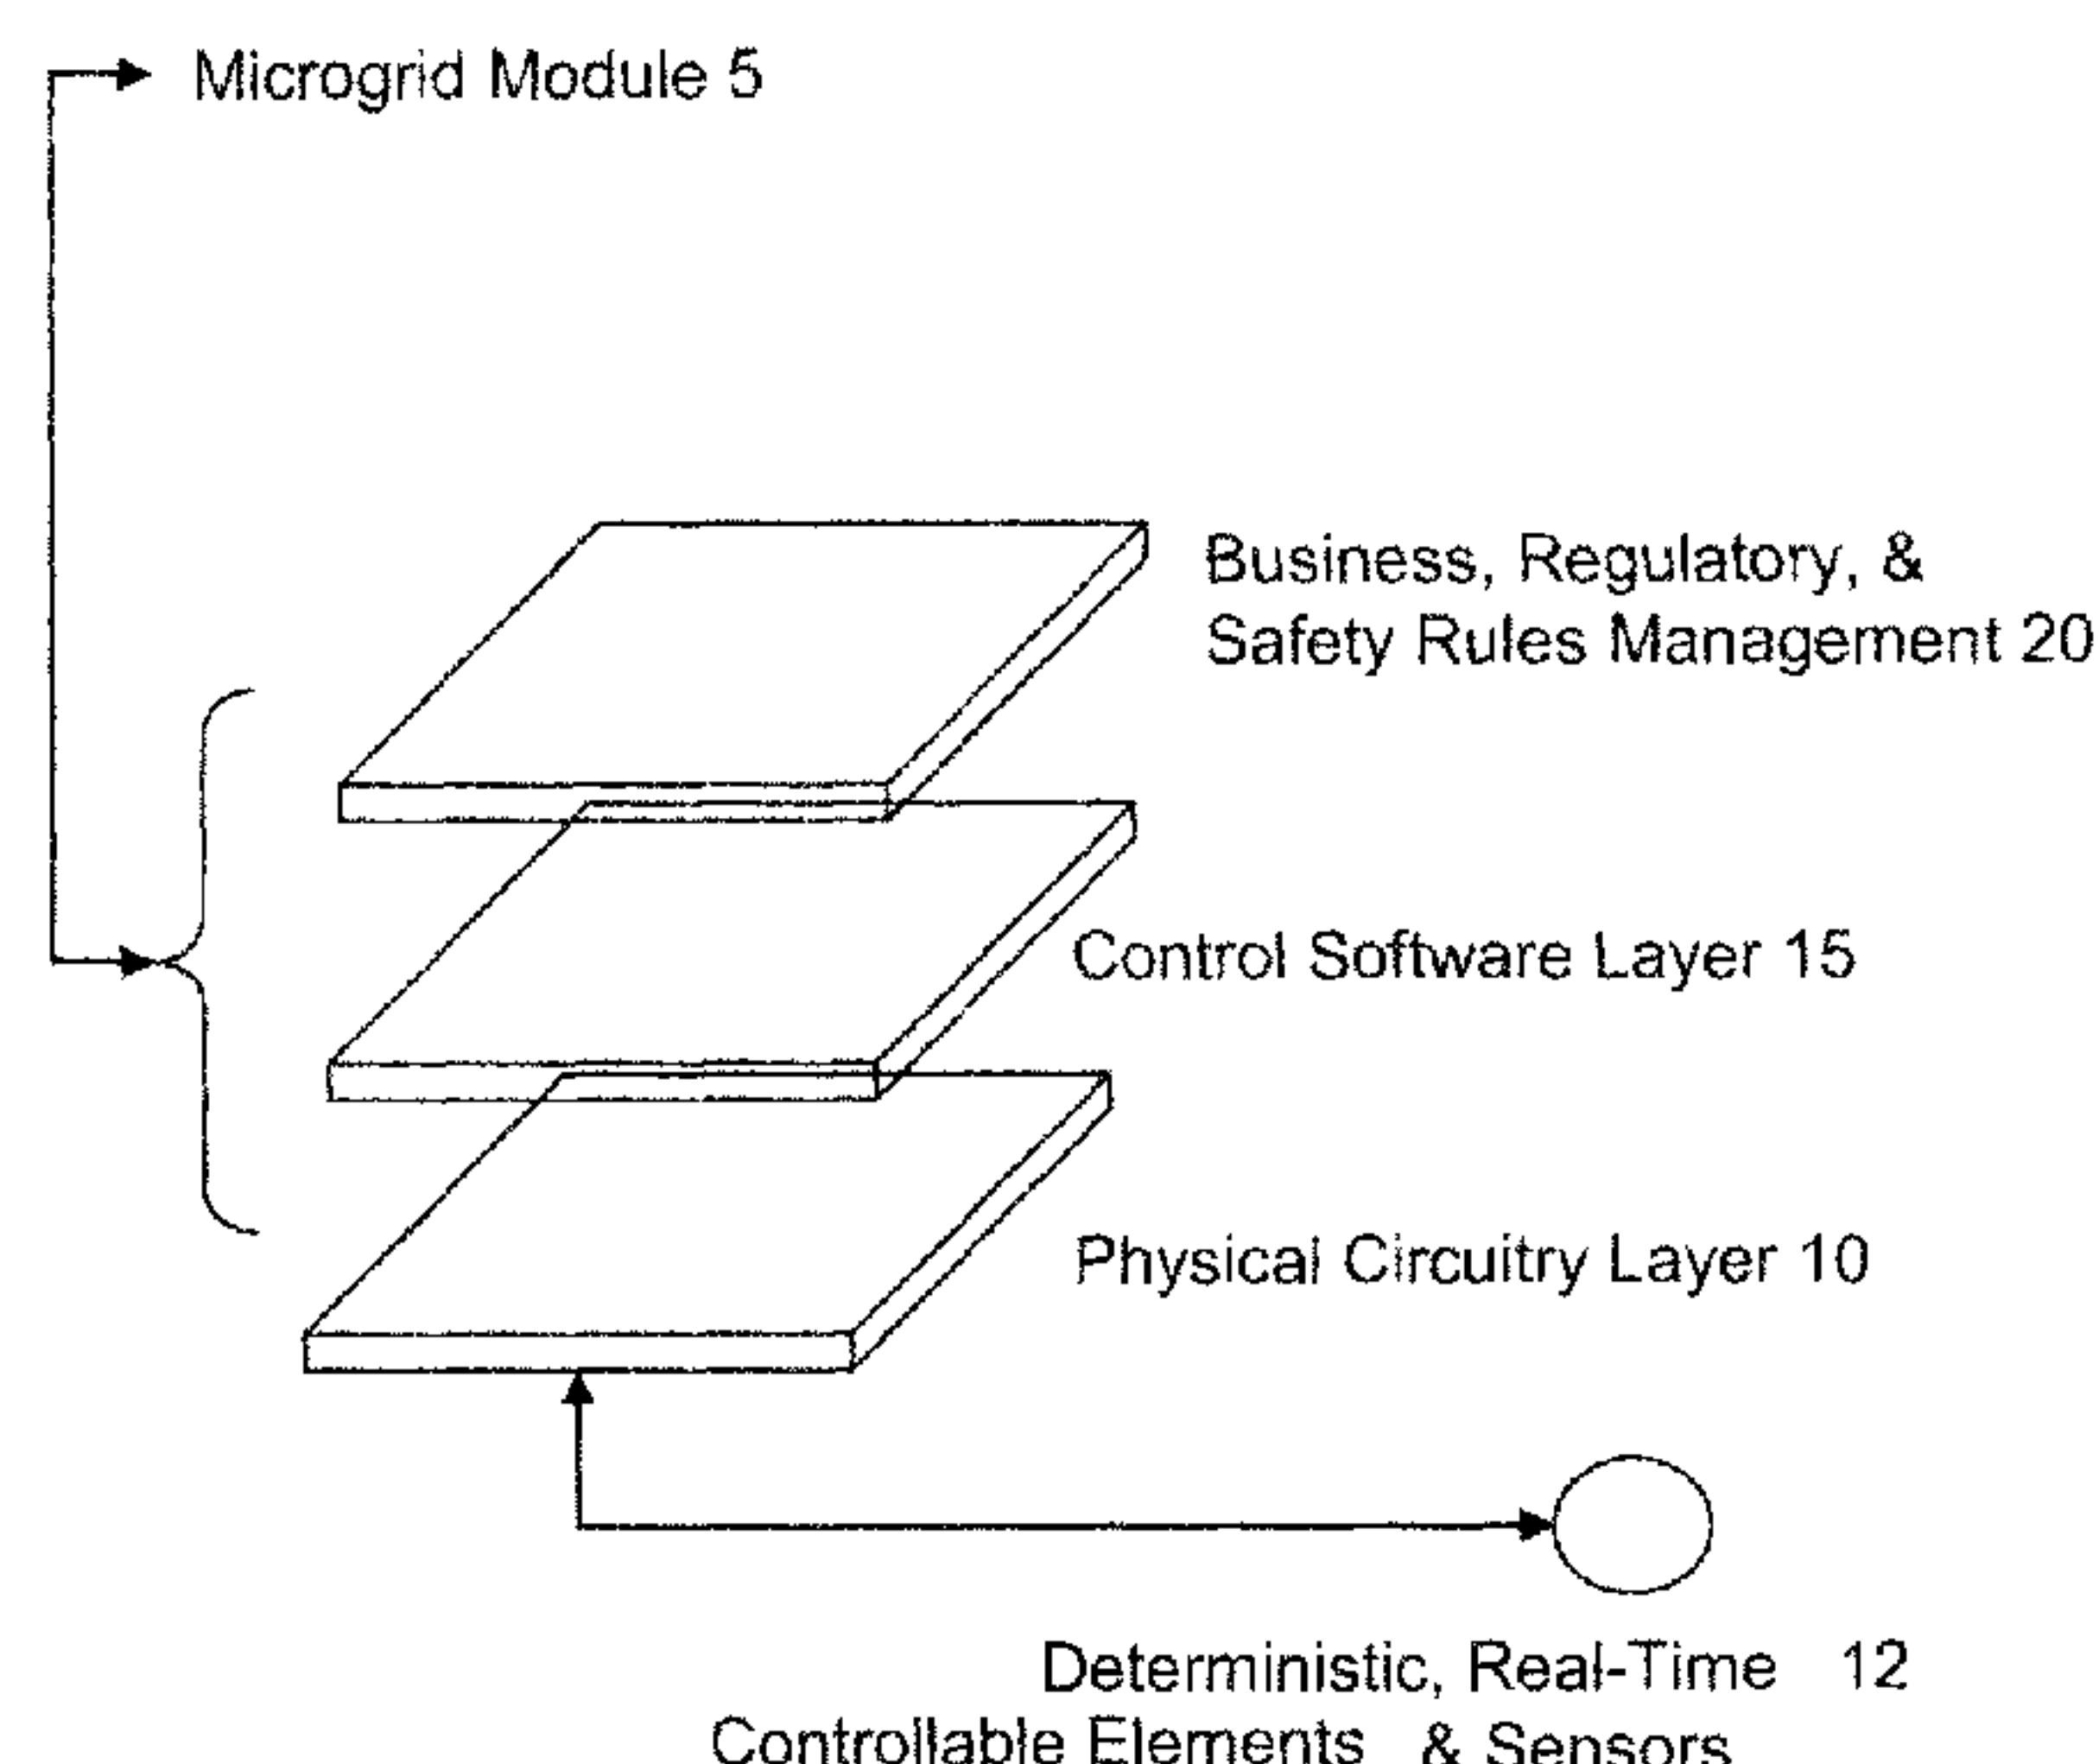 Microgrid Module 5
Business, Regulatory, &
Safety Rules Management 20
Control Software Layer 15
Physical Circuitry Layer 10
Deterministic, Real-Time 12
Controllable Elements & Sensors